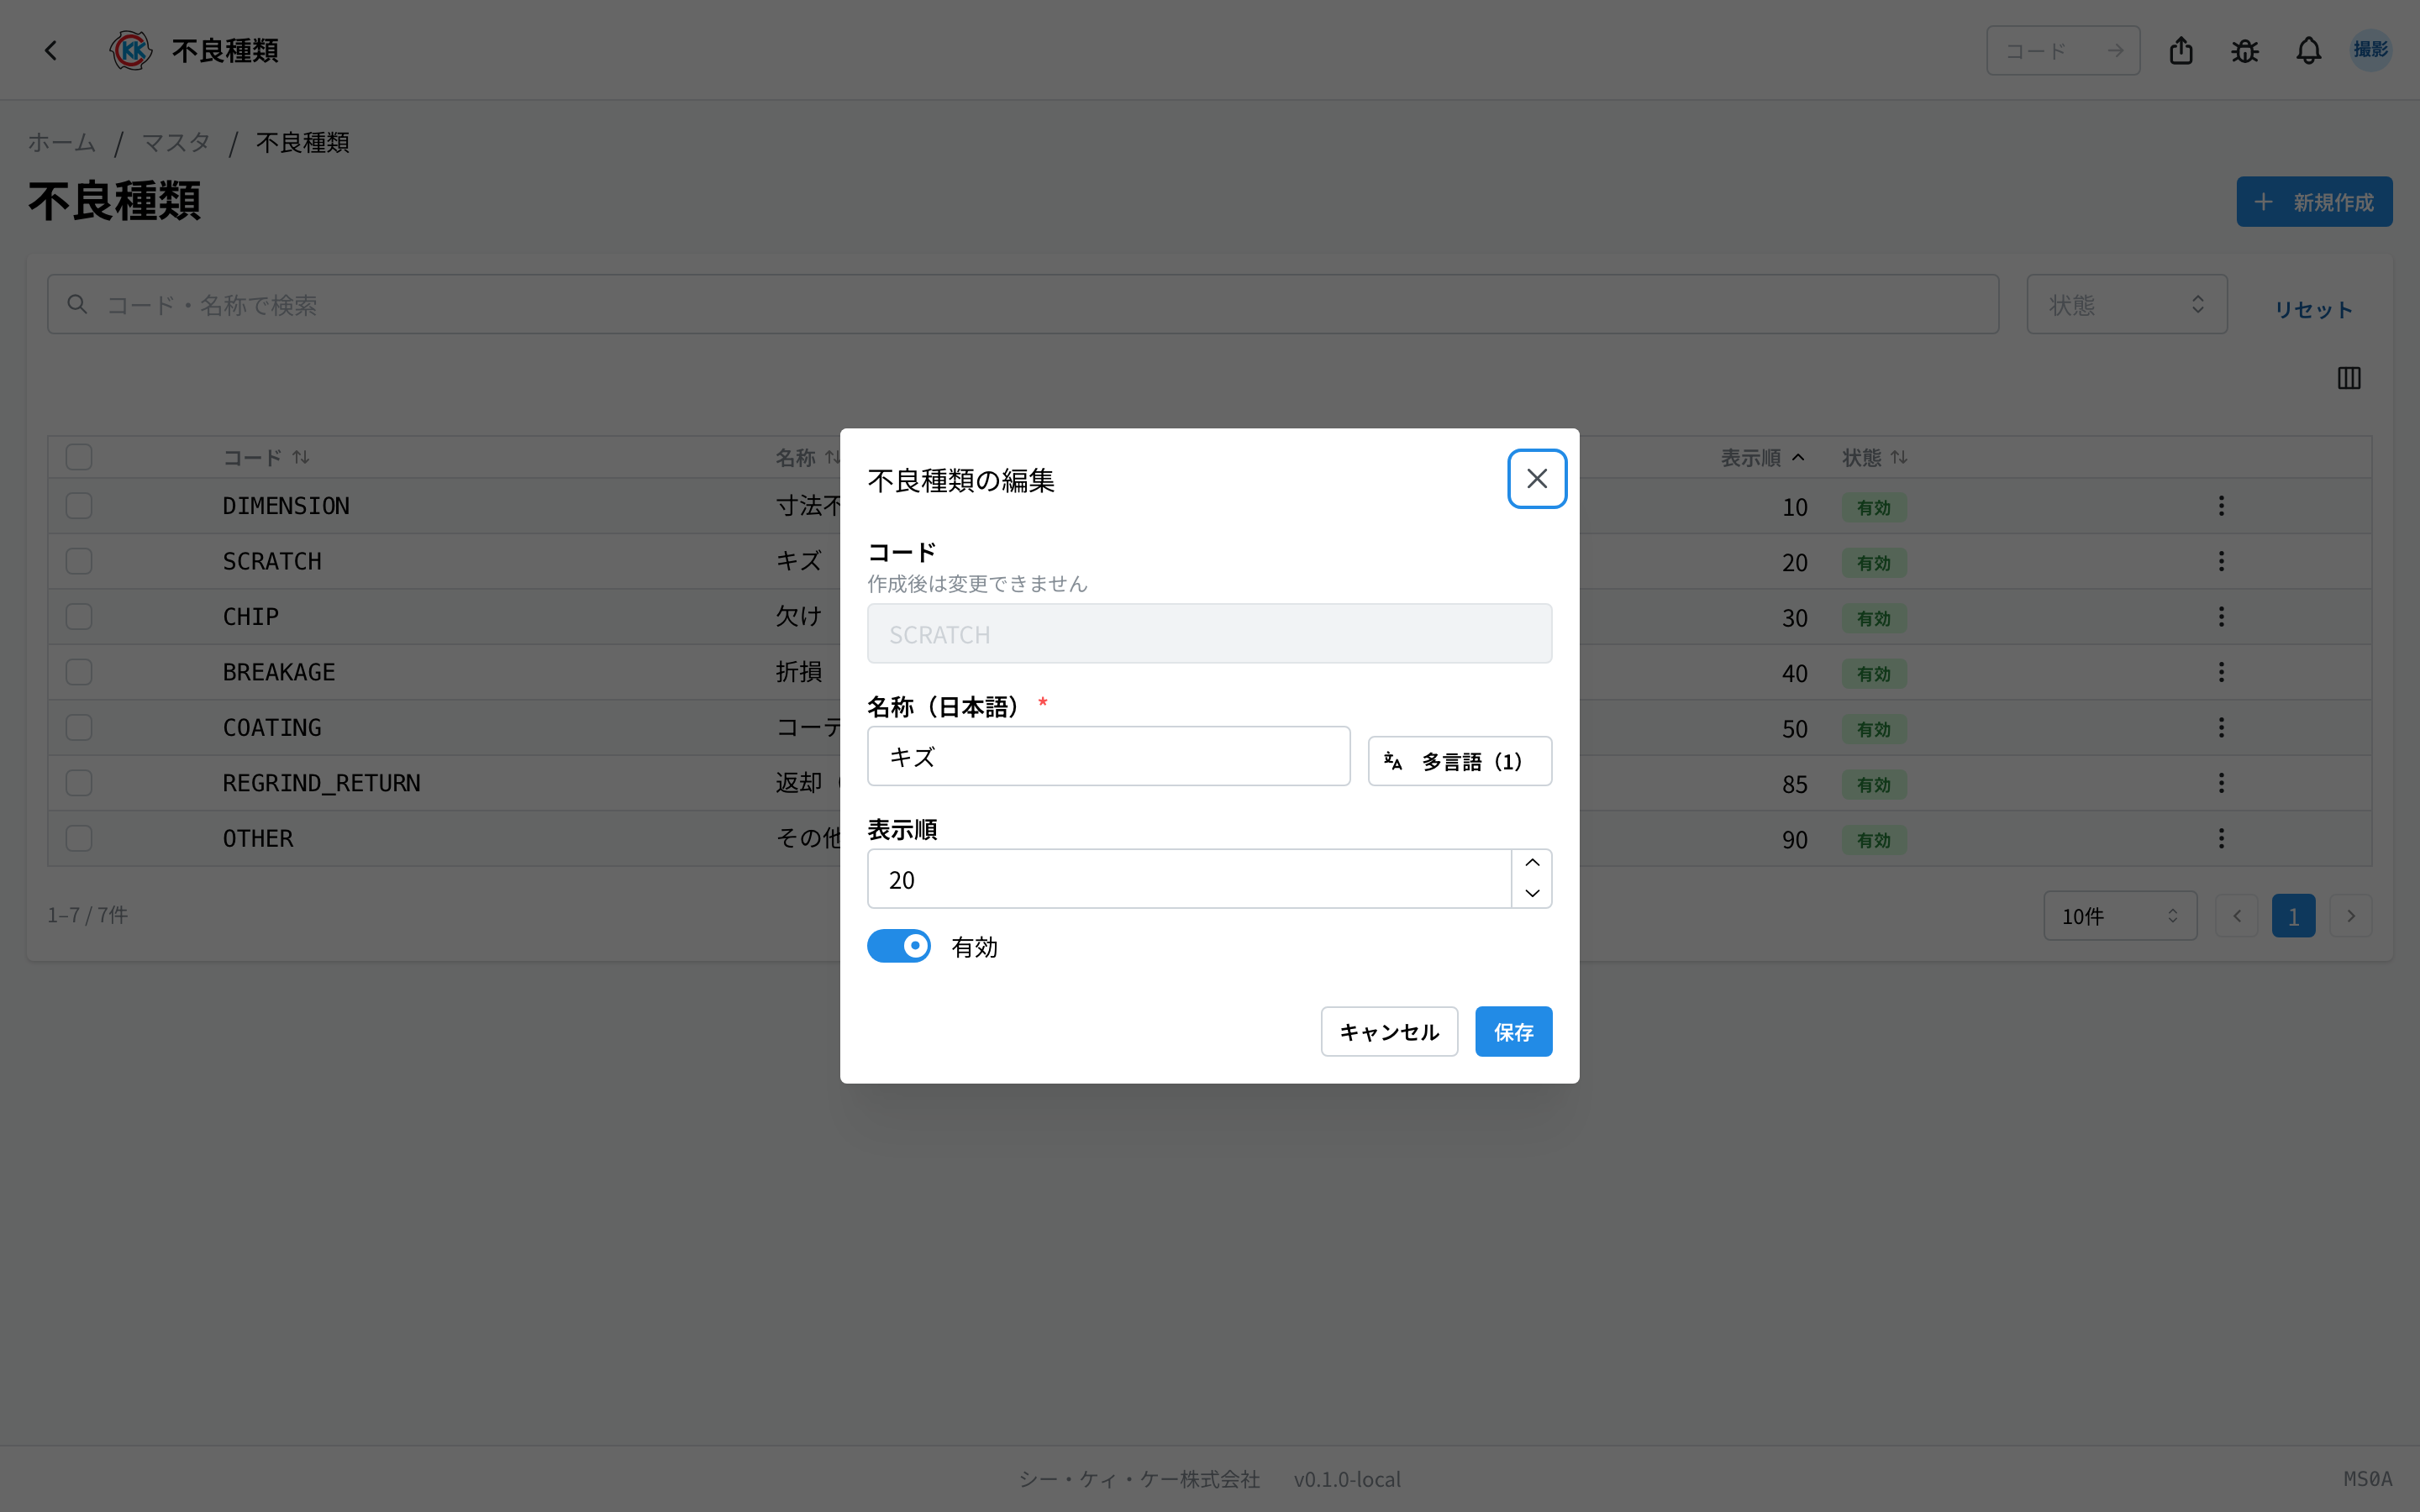 不良種類
コード
撮影
ホーム / マスタ / 不良種類
不良種類
新規作成
コード・名称で検索
状態
リセット
コード 名称 表示順 状態
DIMENSION 寸法不 10 有効
SCRATCH キズ 20 有効
CHIP 欠け 30 有効
BREAKAGE 折損 40 有効
COATING コーテ 50 有効
REGRIND_RETURN 返却 85 有効
OTHER その他 90 有効
1–7 / 7件
10件
1
不良種類の編集
コード
作成後は変更できません
SCRATCH
名称（日本語） *
キズ
多言語（1）
表示順
20
有効
キャンセル
保存
シー・ケィ・ケー株式会社 v0.1.0-local
MS0A